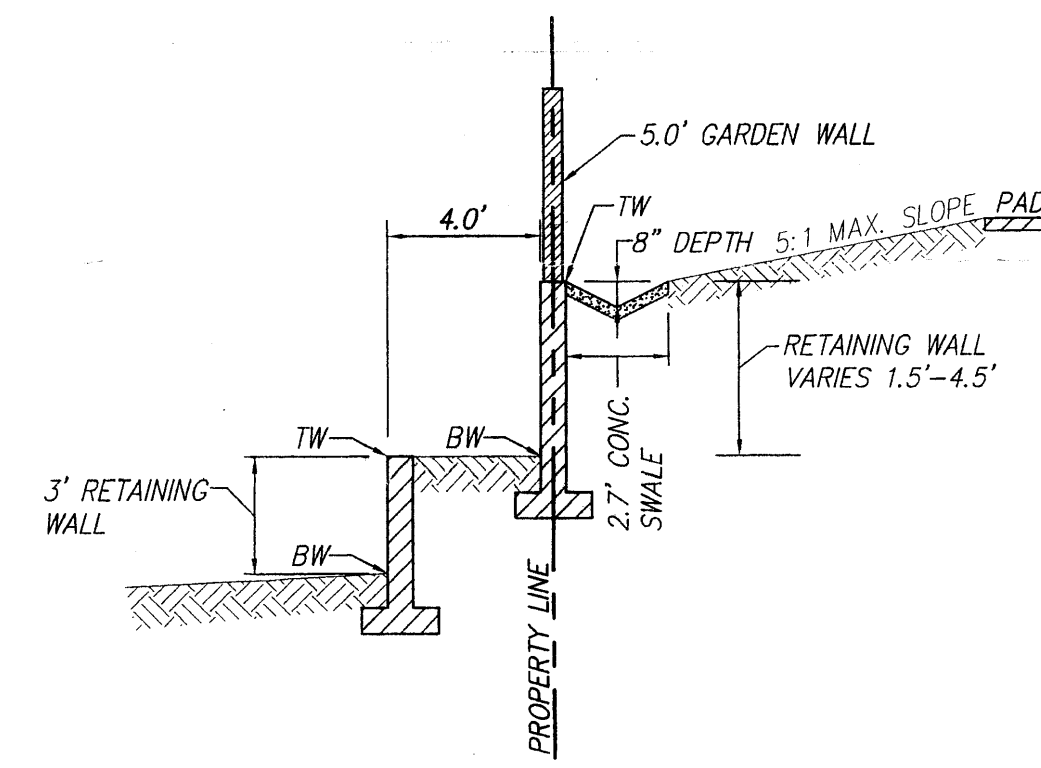 5.0' GARDEN WALL
4.0'
TW
8" DEPTH
5:1 MAX. SLOPE
PAD
RETAINING WALL
VARIES 1.5'-4.5'
TW
BW
2.7' CONC.
SWALE
3' RETAINING
WALL
BW
PROPERTY LINE